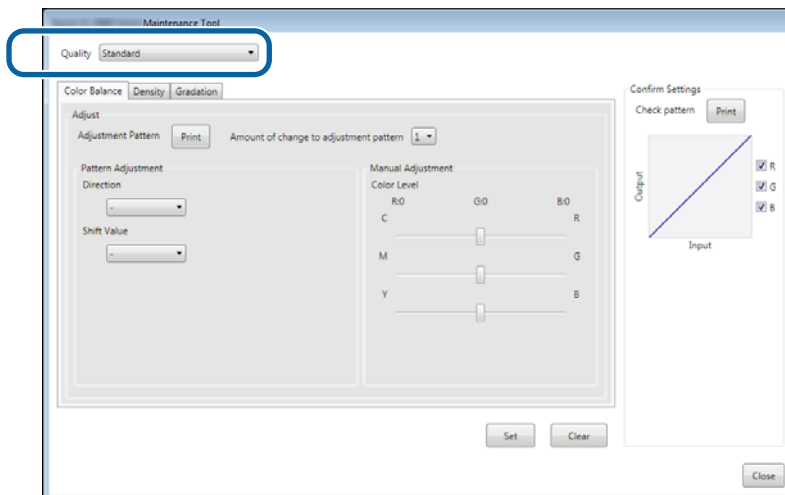 Maintenance Tool
Quality Standard
Color Balance Density Gradation
Adjust
Adjustment Pattern Print Amount of change to adjustment pattern 1
Pattern Adjustment
Direction
-
Shift Value
-
Manual Adjustment
Color Level
R:0 G:0 B:0
C R
M G
Y B
Set Clear
Confirm Settings
Check pattern Print
Output
Input
R
G
B
Close